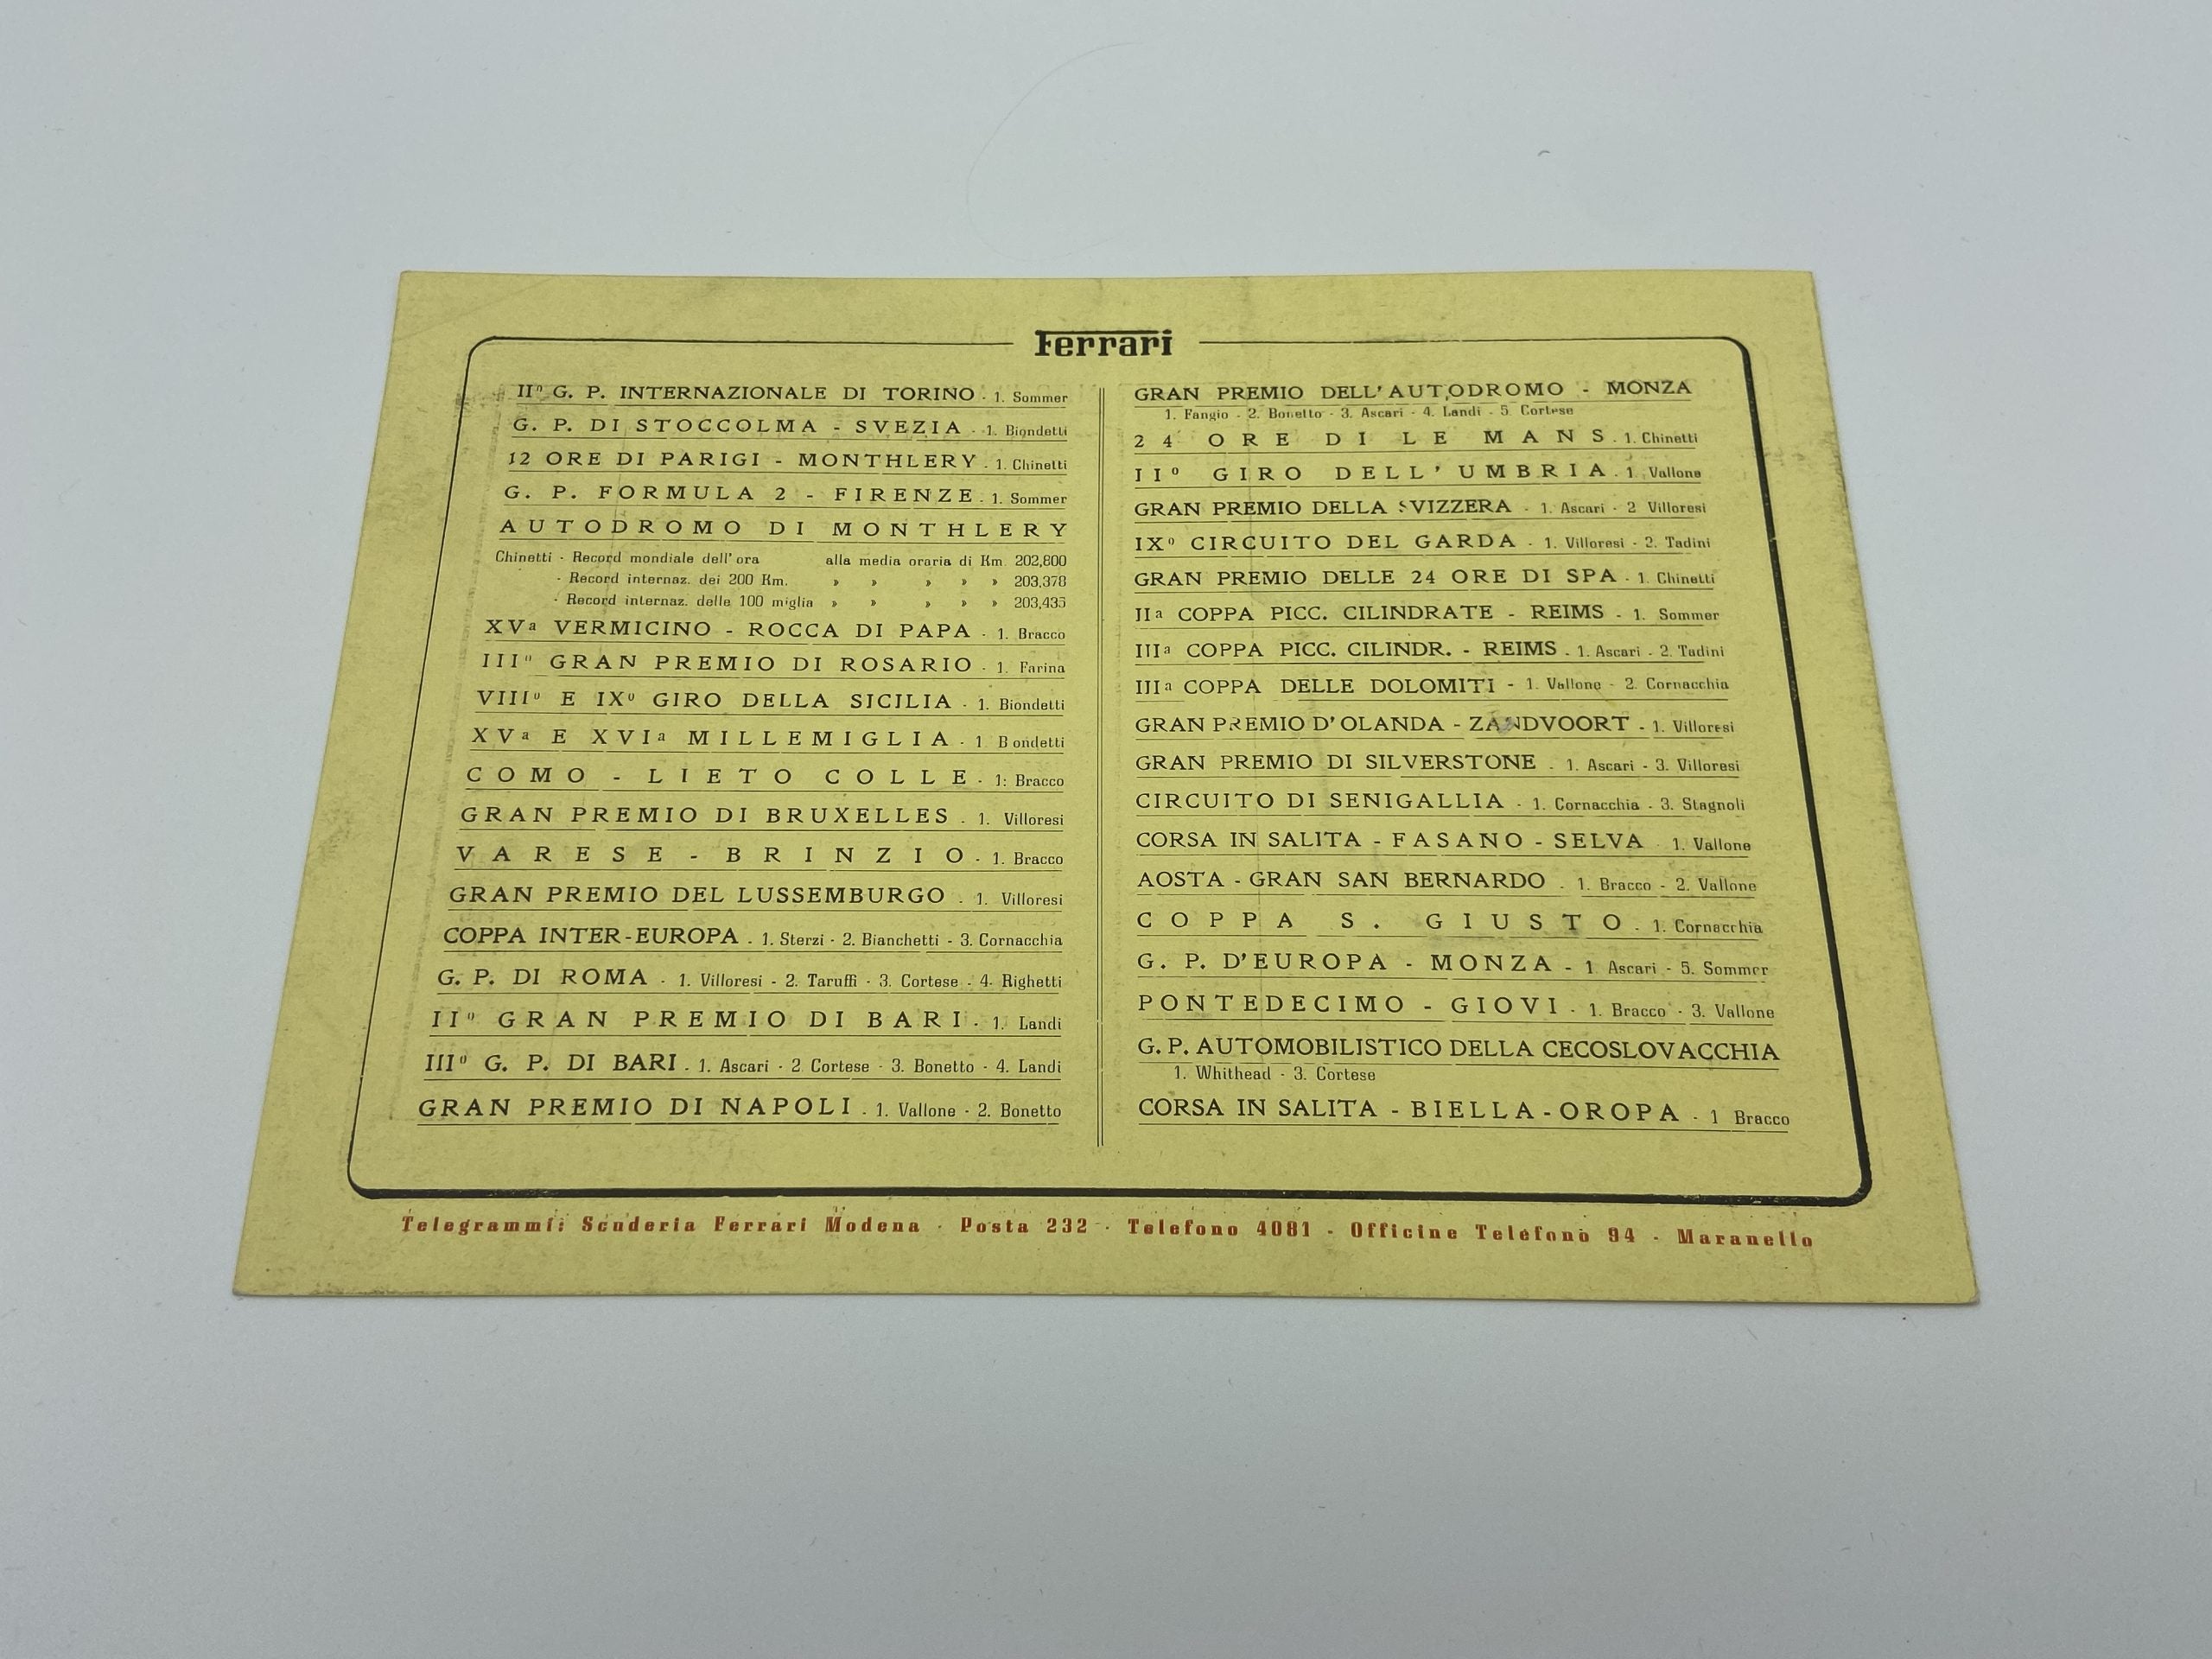 Ferrari
IIº G. P. INTERNAZIONALE DI TORINO - 1. Sommer
G. P. DI STOCCOLMA - SVEZIA - 1. Biondetti
12 ORE DI PARIGI - MONTHLERY - 1. Chinetti
G. P. FORMULA 2 - FIRENZE - 1. Sommer
AUTODROMO DI MONTHLERY
Chinetti - Record mondiale dell'ora alla media oraria di Km. 202,800
- Record internaz. dei 200 Km. » » » » » 203,378
- Record internaz. delle 100 miglia » » » » » 203,435
XVª VERMICINO - ROCCA DI PAPA - 1. Bracco
IIIº GRAN PREMIO DI ROSARIO - 1. Farina
VIIIº E IXº GIRO DELLA SICILIA - 1. Biondetti
XVª E XVIª MILLEMIGLIA - 1 B ondetti
COMO - LIETO COLLE - 1: Bracco
GRAN PREMIO DI BRUXELLES - 1. Villoresi
VARESE - BRINZIO - 1. Bracco
GRAN PREMIO DEL LUSSEMBURGO - 1. Villoresi
COPPA INTER-EUROPA - 1. Sterzi - 2. Bianchetti - 3. Cornacchia
G. P. DI ROMA - 1. Villoresi - 2. Taruffi - 3. Cortese - 4. Righetti
IIº GRAN PREMIO DI BARI - 1. Landi
IIIº G. P. DI BARI - 1. Ascari - 2 Cortese - 3. Bonetto - 4. Landi
GRAN PREMIO DI NAPOLI - 1. Vallone - 2. Bonetto
GRAN PREMIO DELL'AUTODROMO - MONZA
1. Fangio - 2. Bonetto - 3. Ascari - 4. Landi - 5. Cortese
24 ORE DI LE MANS - 1. Chinetti
IIº GIRO DELL'UMBRIA - 1. Vallone
GRAN PREMIO DELLA SVIZZERA - 1. Ascari - 2 Villoresi
IXº CIRCUITO DEL GARDA - 1. Villoresi - 2. Tadini
GRAN PREMIO DELLE 24 ORE DI SPA - 1. Chinetti
IIª COPPA PICC. CILINDRATE - REIMS - 1. Sommer
IIIª COPPA PICC. CILINDR. - REIMS - 1. Ascari - 2. Tadini
IIIª COPPA DELLE DOLOMITI - 1. Vallone - 2. Cornacchia
GRAN PREMIO D'OLANDA - ZANDVOORT - 1. Villoresi
GRAN PREMIO DI SILVERSTONE - 1. Ascari - 3. Villoresi
CIRCUITO DI SENIGALLIA - 1. Cornacchia - 3. Stagnoli
CORSA IN SALITA - FASANO - SELVA 1. Vallone
AOSTA - GRAN SAN BERNARDO - 1. Bracco - 2. Vallone
COPPA S. GIUSTO - 1. Cornacchia
G. P. D'EUROPA - MONZA - 1 Ascari - 5. Sommer
PONTEDECIMO - GIOVI - 1. Bracco - 3. Vallone
G. P. AUTOMOBILISTICO DELLA CECOSLOVACCHIA
1. Whithead - 3. Cortese
CORSA IN SALITA - BIELLA-OROPA - 1 Bracco
Telegrammi: Scuderia Ferrari Modena - Posta 232 - Telefono 4081 - Officine Telefono 94 - Maranello